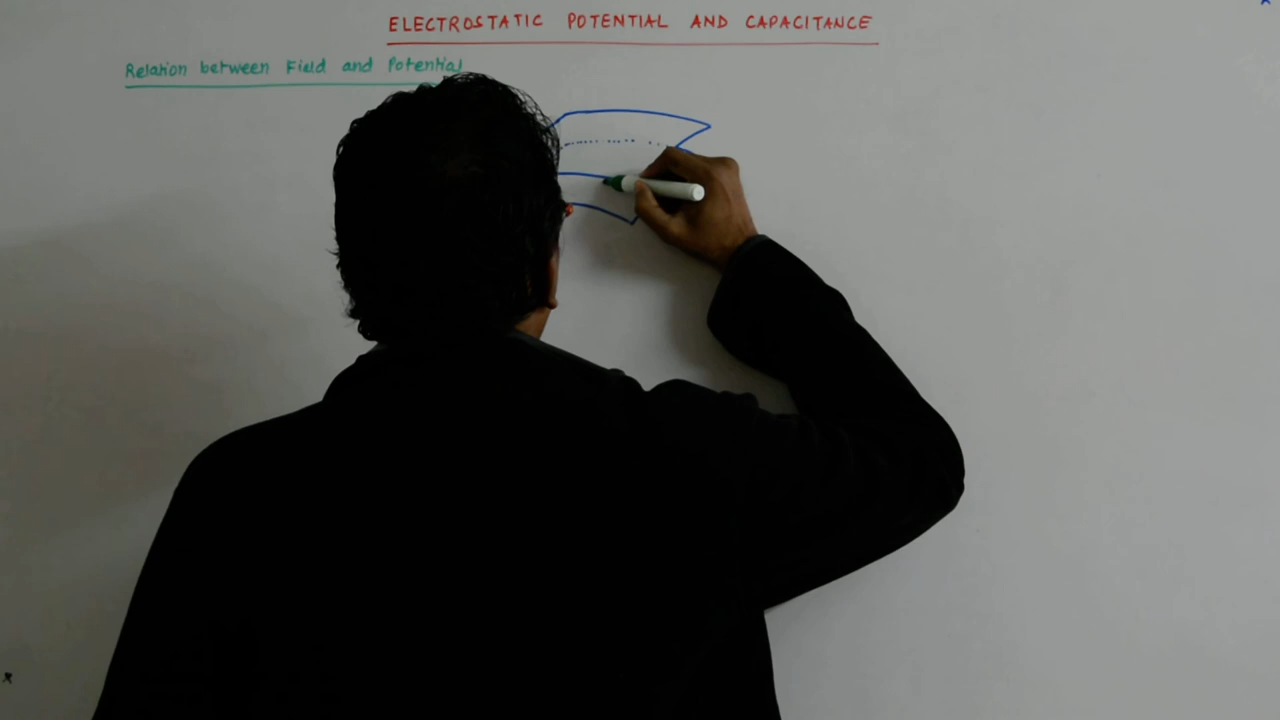 ELECTROSTATIC POTENTIAL AND CAPACITANCE
Relation between Field and Potential